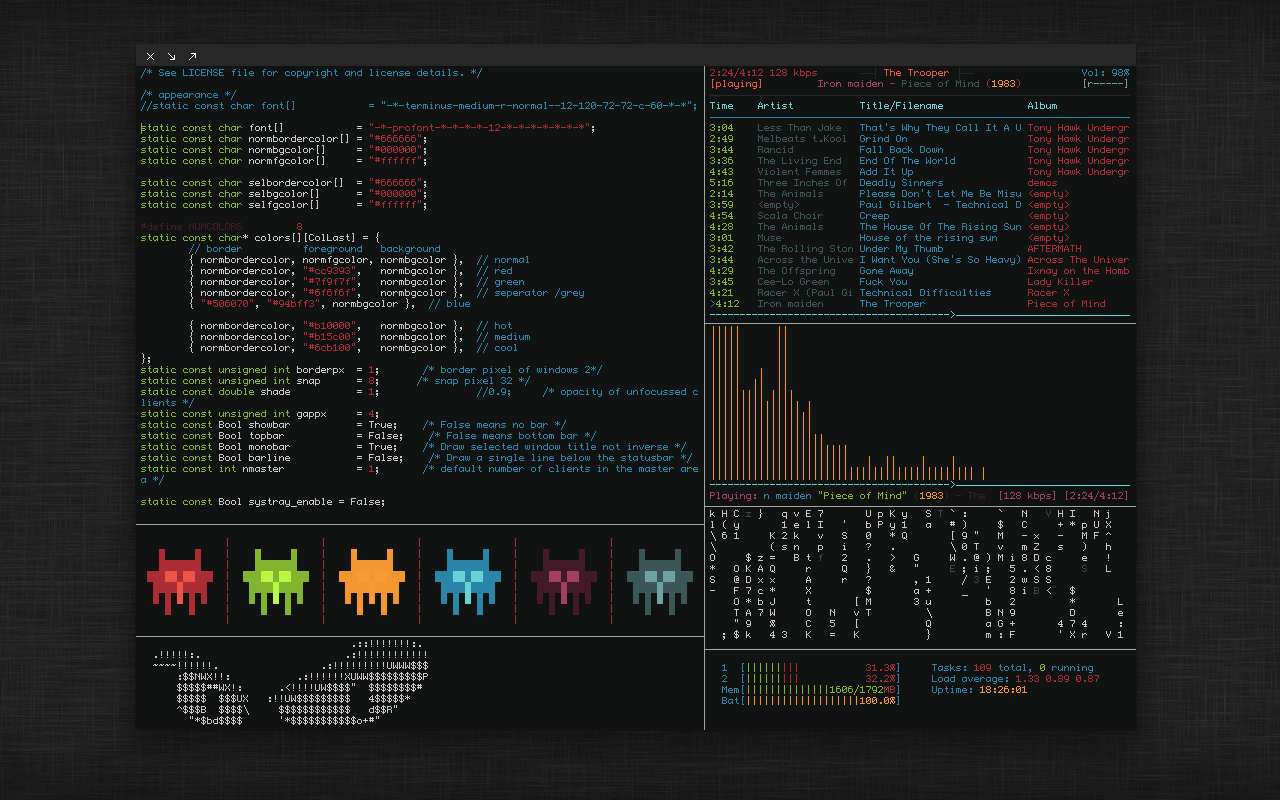 /* See LICENSE file for copyright and license details. */
/* appearance */
//static const char font[]            = "-*-terminus-medium-r-normal--12-120-72-72-c-60-*-*";
static const char font[]            = "-*-profont-*-*-*-*-12-*-*-*-*-*-*-*";
static const char normbordercolor[] = "#666666";
static const char normbgcolor[]     = "#000000";
static const char normfgcolor[]     = "#ffffff";
static const char selbordercolor[]  = "#666666";
static const char selbgcolor[]      = "#000000";
static const char selfgcolor[]      = "#ffffff";
#define NUMCOLORS         8
static const char* colors[][ColLast] = {
// border          foreground   background
{ normbordercolor, normfgcolor, normbgcolor },  // normal
{ normbordercolor, "#cc9393",   normbgcolor },  // red
{ normbordercolor, "#7f9f7f",   normbgcolor },  // green
{ normbordercolor, "#6f6f6f",   normbgcolor },  // seperator /grey
{ "#506070", "#94bff3", normbgcolor },  // blue
{ normbordercolor, "#b10000",   normbgcolor },  // hot
{ normbordercolor, "#b15c00",   normbgcolor },  // medium
{ normbordercolor, "#6cb100",   normbgcolor },  // cool
};
static const unsigned int borderpx  = 1;       /* border pixel of windows 2*/
static const unsigned int snap      = 8;      /* snap pixel 32 */
static const double shade           = 1;                //0.9;     /* opacity of unfocussed c
lients */
static const unsigned int gappx     = 4;
static const Bool showbar           = True;    /* False means no bar */
static const Bool topbar            = False;    /* False means bottom bar */
static const Bool monobar           = True;    /* Draw selected window title not inverse */
static const Bool barline           = False;    /* Draw a single line below the statusbar */
static const int nmaster            = 1;       /* default number of clients in the master are
a */
static const Bool systray_enable = False;
2:24/4:12 128 kbps The Trooper Vol: 98%
[playing] Iron maiden - Piece of Mind (1983) [r-----]
Time Artist Title/Filename Album
3:04 Less Than Jake That's Why They Call It A U Tony Hawk Undergr
2:49 Melbeats t.Kool Grind On Tony Hawk Undergr
3:44 Rancid Fall Back Down Tony Hawk Undergr
3:36 The Living End End Of The World Tony Hawk Undergr
4:43 Violent Femmes Add It Up Tony Hawk Undergr
5:16 Three Inches Of Deadly Sinners demos
2:14 The Animals Please Don't Let Me Be Misu <empty>
3:59 <empty> Paul Gilbert  - Technical D <empty>
4:54 Scala Choir Creep <empty>
4:28 The Animals The House Of The Rising Sun <empty>
3:01 Muse House of the rising sun <empty>
3:42 The Rolling Ston Under My Thumb AFTERMATH
3:44 Across the Unive I Want You (She's So Heavy) Across The Univer
4:29 The Offspring Gone Away Ixnay on the Homb
3:45 Cee-Lo Green Fuck You Lady Killer
4:21 Racer X (Paul Gi Technical Difficulties Racer X
>4:12 Iron maiden The Trooper Piece of Mind
Playing: n maiden "Piece of Mind" (1983) - The [128 kbps] [2:24/4:12]
1 [||||||||| 31.3%]
2 [||||||||| 32.2%]
Mem[||||||||||||||1606/1792MB]
Bat[|||||||||||||||||||100.0%]
Tasks: 109 total, 0 running
Load average: 1.33 0.89 0.87
Uptime: 18:26:01